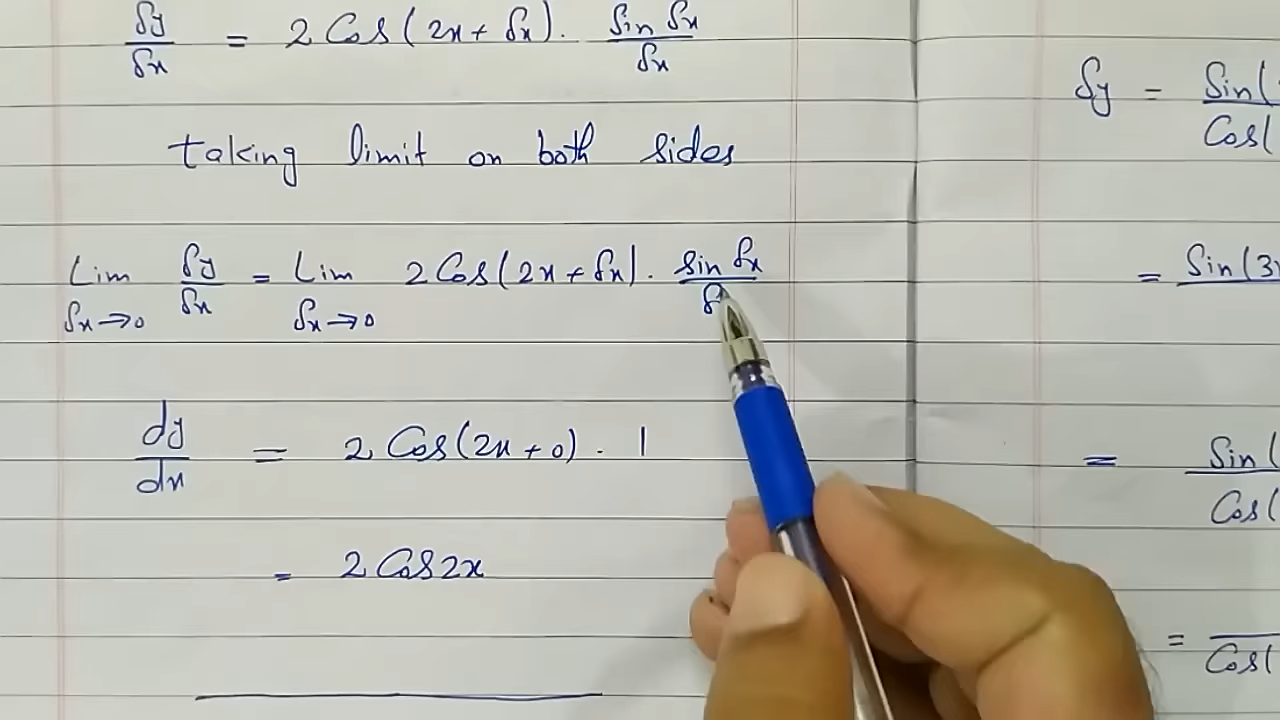 δy/δx = 2 Cos(2x + δx). Sin δx/δx
taking limit on both sides
Lim δx→0 δy/δx = Lim δx→0 2 Cos(2x + δx). sin δx/δ
dy/dx = 2 Cos(2x + 0) . 1
= 2 Cos 2x
δy = Sin(/Cos(
= Sin(3x
= Sin(/Cos(
= /Cos(